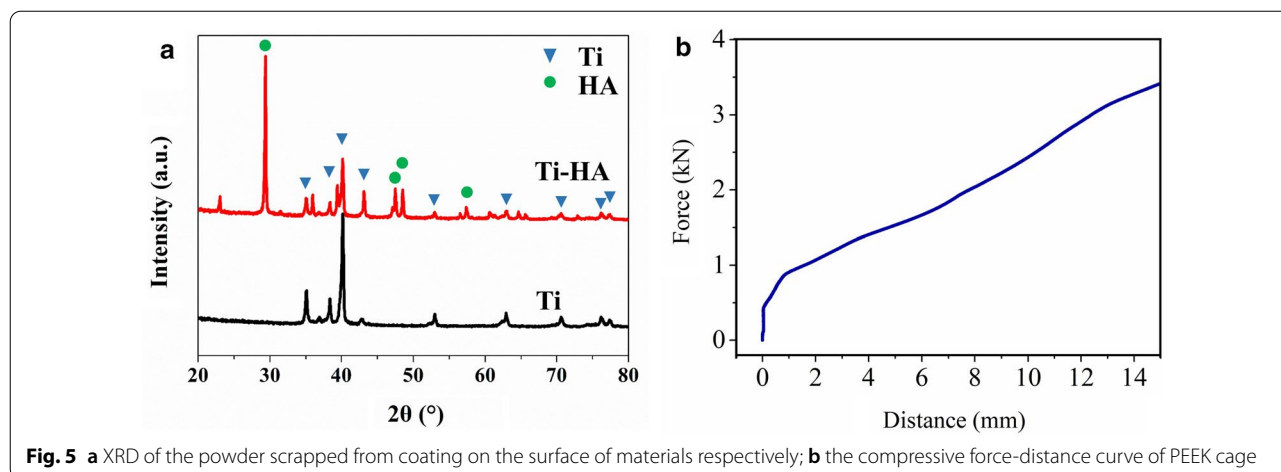 a
Ti
HA
Ti-HA
Ti
Intensity (a.u.)
20 30 40 50 60 70 80
2θ (°)
b
4
3
2
1
0
Force (kN)
0 2 4 6 8 10 12 14
Distance (mm)
Fig. 5 a XRD of the powder scrapped from coating on the surface of materials respectively; b the compressive force-distance curve of PEEK cage